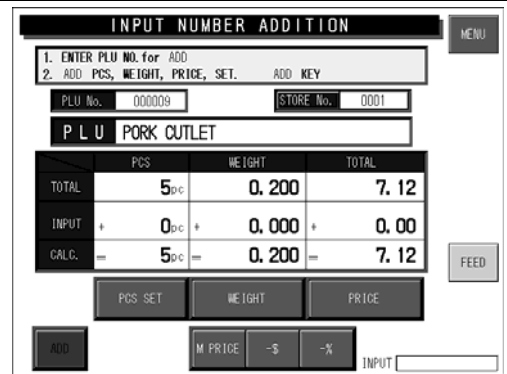 INPUT NUMBER ADDITION
MENU
1. ENTER PLU NO. for ADD
2. ADD PCS, WEIGHT, PRICE, SET. ADD KEY
PLU No. 000009 STORE No. 0001
PLU PORK CUTLET
PCS WEIGHT TOTAL
TOTAL 5pc 0.200 7.12
INPUT + 0pc + 0.000 + 0.00
CALC. = 5pc = 0.200 = 7.12
FEED
PCS SET WEIGHT PRICE
ADD M PRICE -$ -%
INPUT